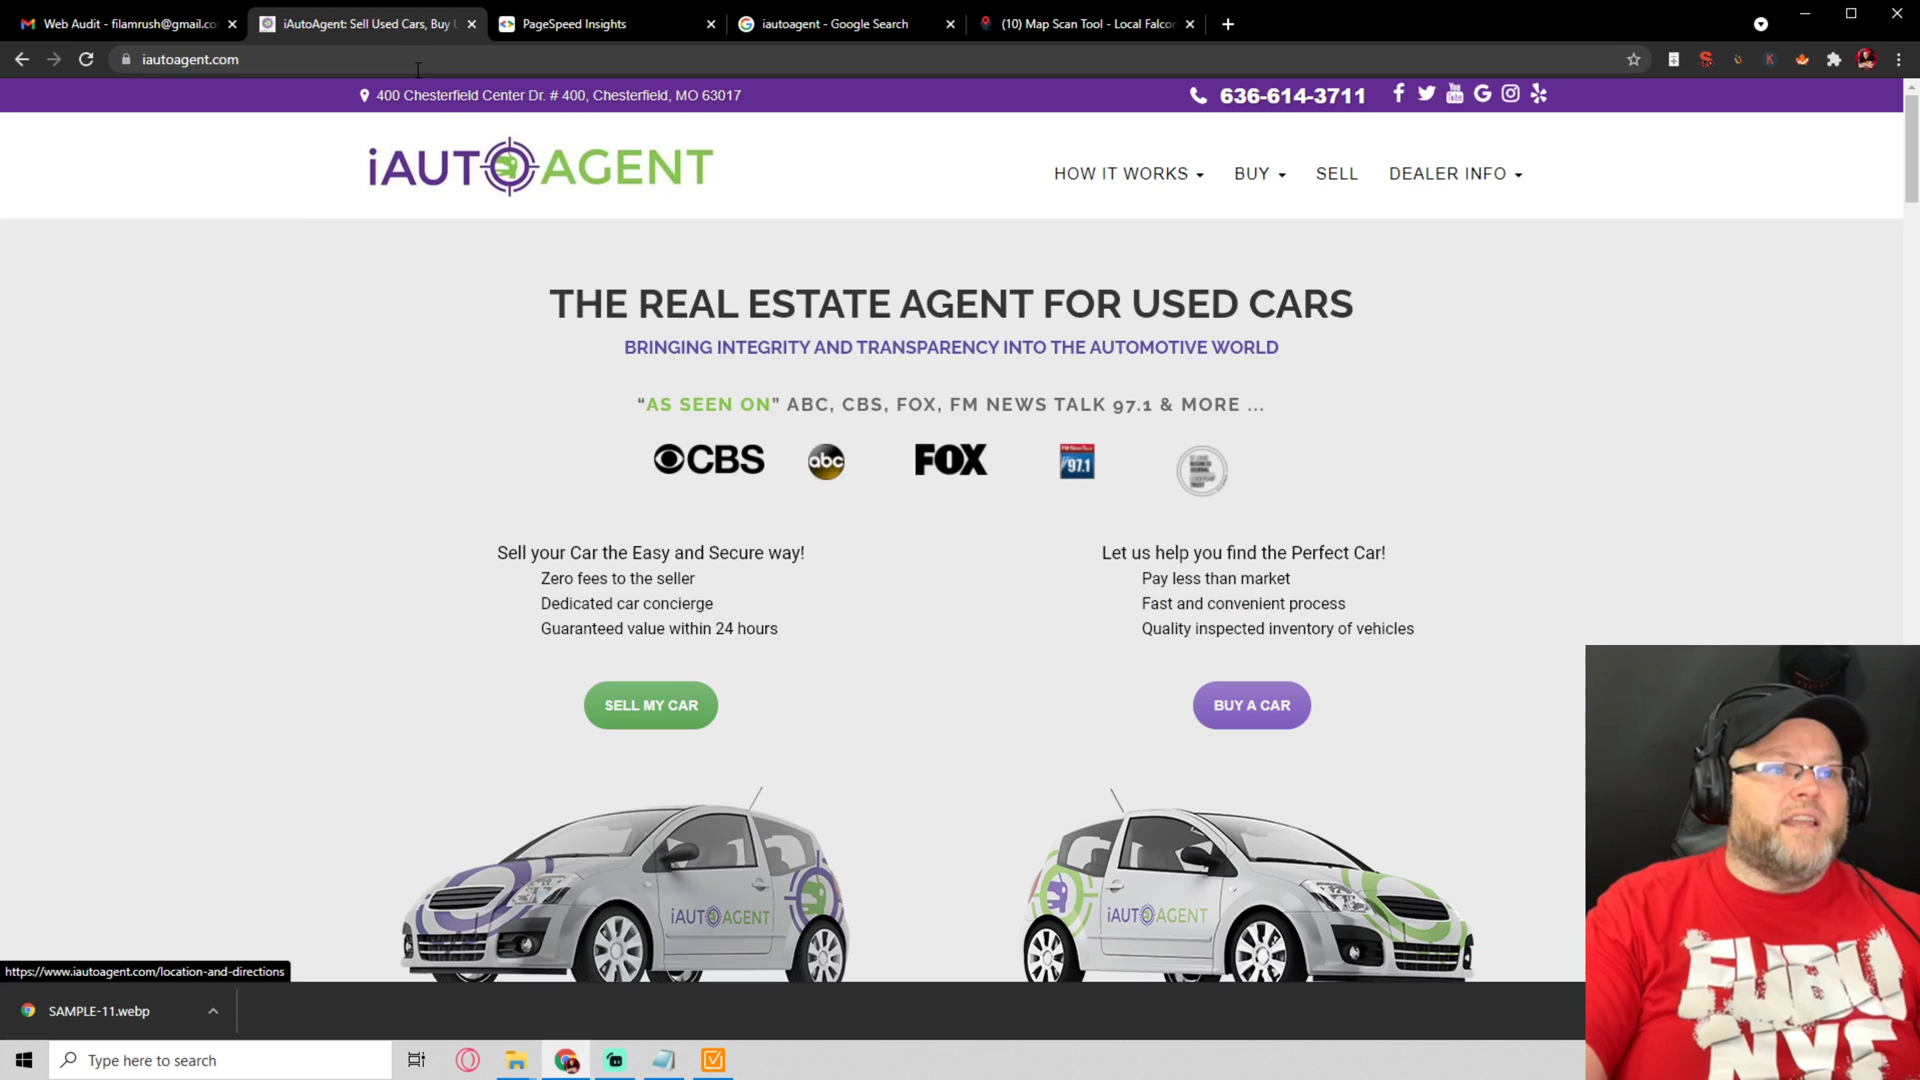 Web Audit - filamrush@gmail.co
iAutoAgent: Sell Used Cars, Buy U
PageSpeed Insights
iautoagent - Google Search
(10) Map Scan Tool - Local Falcon
iautoagent.com
400 Chesterfield Center Dr. # 400, Chesterfield, MO 63017
636-614-3711
iAUTOAGENT
HOW IT WORKS
BUY
SELL
DEALER INFO
THE REAL ESTATE AGENT FOR USED CARS
BRINGING INTEGRITY AND TRANSPARENCY INTO THE AUTOMOTIVE WORLD
“AS SEEN ON” ABC, CBS, FOX, FM NEWS TALK 97.1 & MORE ...
CBS
abc
FOX
97.1
Sell your Car the Easy and Secure way!
Zero fees to the seller
Dedicated car concierge
Guaranteed value within 24 hours
SELL MY CAR
Let us help you find the Perfect Car!
Pay less than market
Fast and convenient process
Quality inspected inventory of vehicles
BUY A CAR
iAUTOAGENT
iAUTOAGENT
https://www.iautoagent.com/location-and-directions
SAMPLE-11.webp
Type here to search
FUBU
NYC